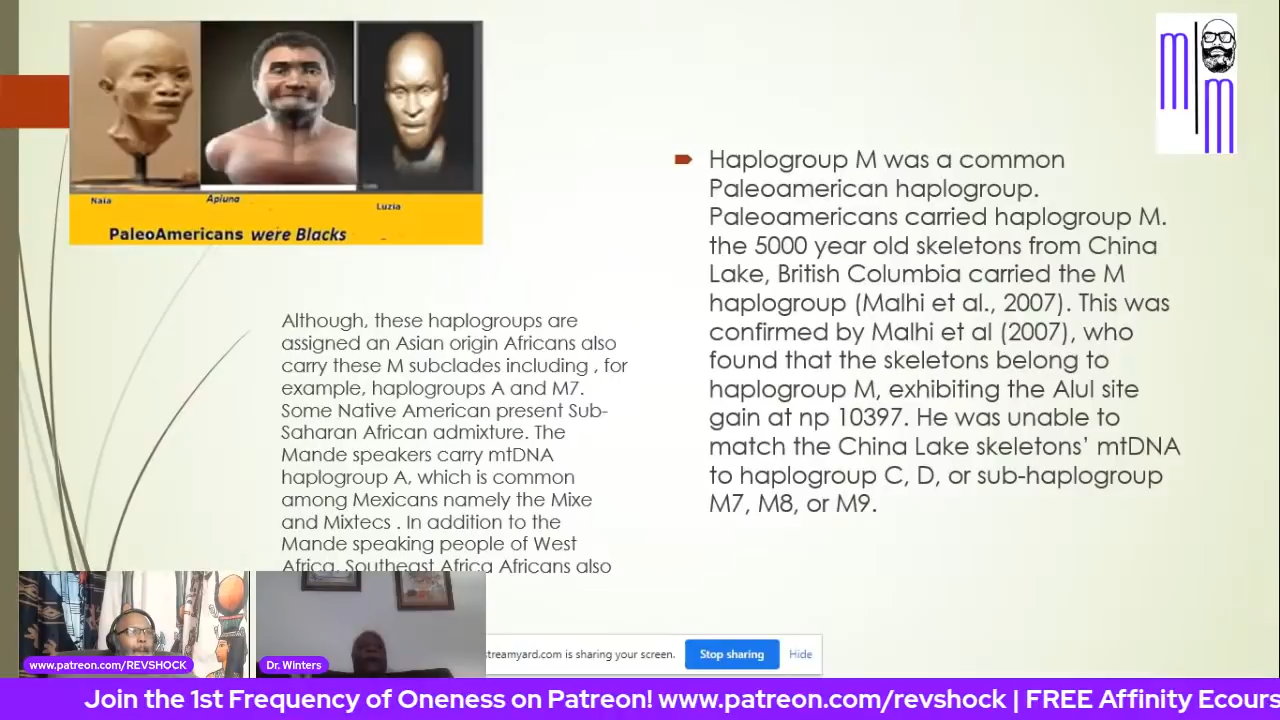 Naia
Apiuna
Luzia
PaleoAmericans were Blacks
Although, these haplogroups are
assigned an Asian origin Africans also
carry these M subclades including , for
example, haplogroups A and M7.
Some Native American present Sub-
Saharan African admixture. The
Mande speakers carry mtDNA
haplogroup A, which is common
among Mexicans namely the Mixe
and Mixtecs . In addition to the
Mande speaking people of West
Africa, Southeast Africa Africans also
Haplogroup M was a common
Paleoamerican haplogroup.
Paleoamericans carried haplogroup M.
the 5000 year old skeletons from China
Lake, British Columbia carried the M
haplogroup (Malhi et al., 2007). This was
confirmed by Malhi et al (2007), who
found that the skeletons belong to
haplogroup M, exhibiting the AluI site
gain at np 10397. He was unable to
match the China Lake skeletons’ mtDNA
to haplogroup C, D, or sub-haplogroup
M7, M8, or M9.
www.patreon.com/REVSHOCK
Dr. Winters
streamyard.com is sharing your screen.
Stop sharing
Hide
Join the 1st Frequency of Oneness on Patreon! www.patreon.com/revshock | FREE Affinity Ecours